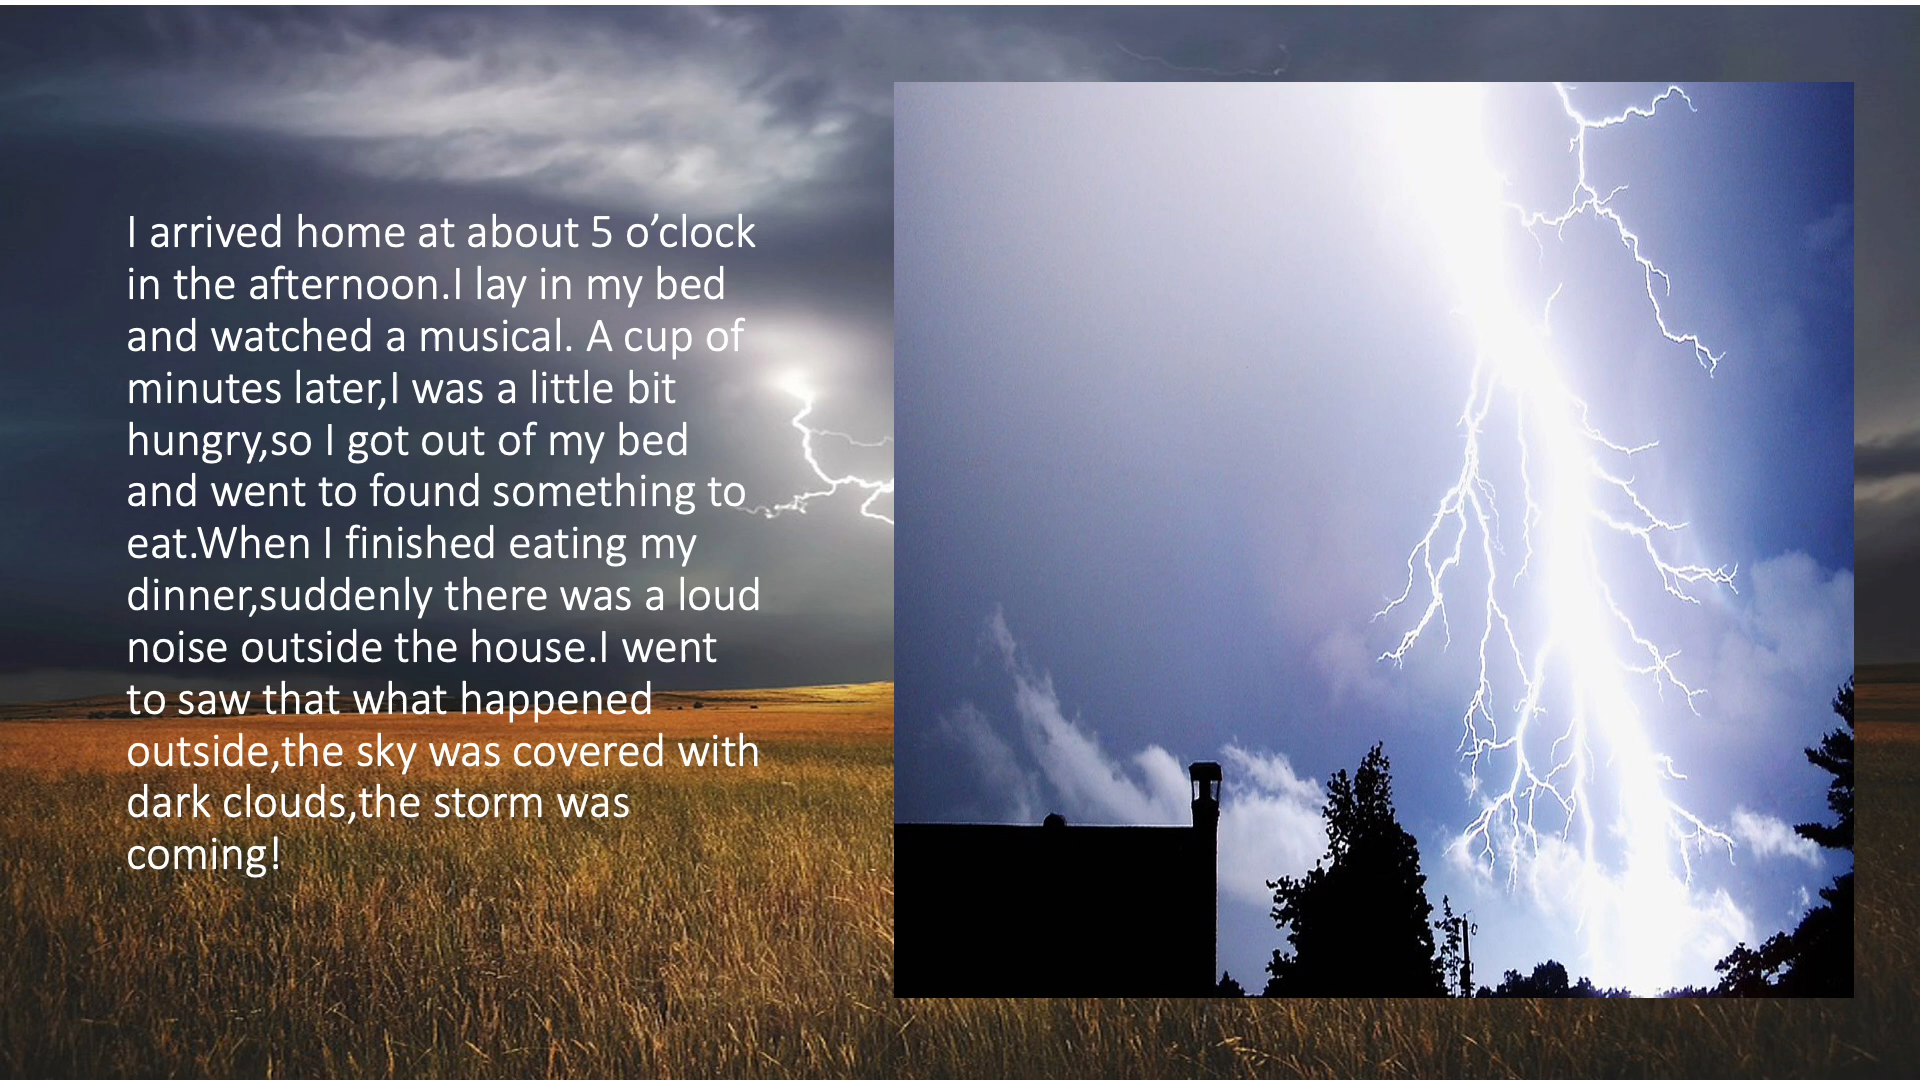 I arrived home at about 5 o’clock
in the afternoon.I lay in my bed
and watched a musical. A cup of
minutes later,I was a little bit
hungry,so I got out of my bed
and went to found something to
eat.When I finished eating my
dinner,suddenly there was a loud
noise outside the house.I went
to saw that what happened
outside,the sky was covered with
dark clouds,the storm was
coming!